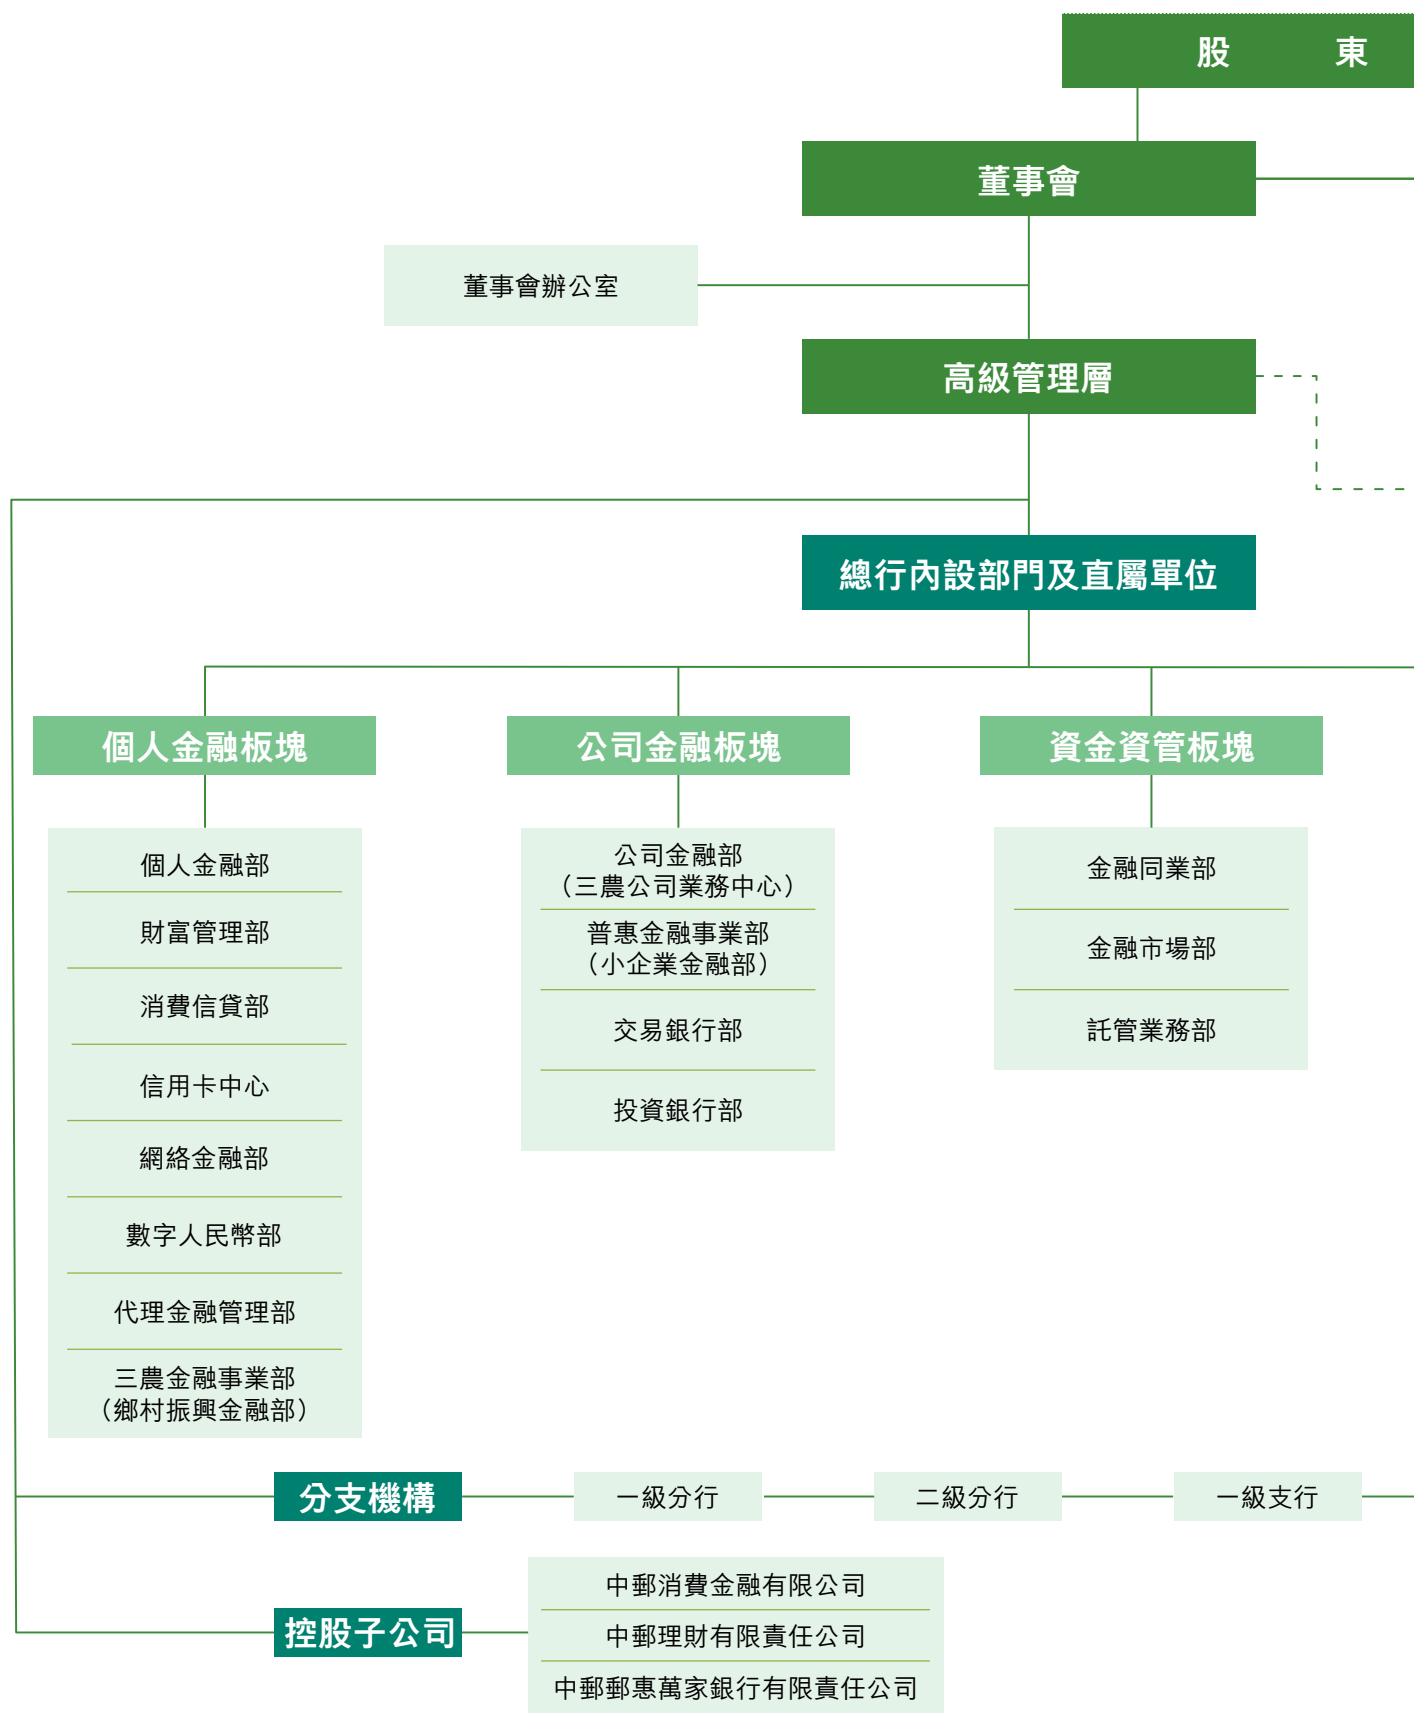 股東
董事會
董事會辦公室
高級管理層
總行內設部門及直屬單位
個人金融板塊
個人金融部
財富管理部
消費信貸部
信用卡中心
網絡金融部
數字人民幣部
代理金融管理部
三農金融事業部
（鄉村振興金融部）
公司金融板塊
公司金融部
（三農公司業務中心）
普惠金融事業部
（小企業金融部）
交易銀行部
投資銀行部
資金資管板塊
金融同業部
金融市場部
託管業務部
分支機構
一級分行
二級分行
一級支行
控股子公司
中郵消費金融有限公司
中郵理財有限責任公司
中郵郵惠萬家銀行有限責任公司